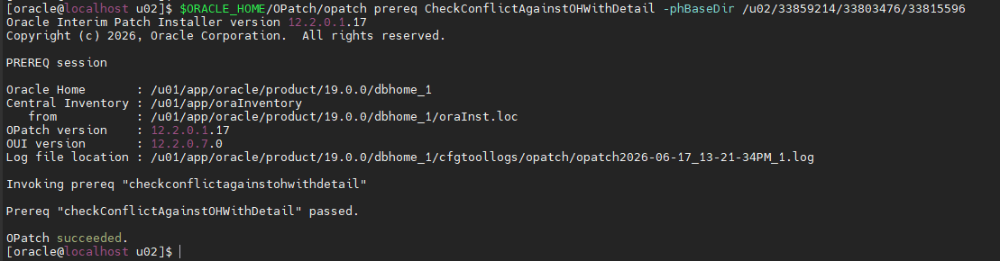 [oracle@localhost u02]$ $ORACLE_HOME/OPatch/opatch prereq CheckConflictAgainstOHWithDetail -phBaseDir /u02/33859214/33803476/33815596
Oracle Interim Patch Installer version 12.2.0.1.17
Copyright (c) 2026, Oracle Corporation.  All rights reserved.

PREREQ session

Oracle Home       : /u01/app/oracle/product/19.0.0/dbhome_1
Central Inventory : /u01/app/oraInventory
   from           : /u01/app/oracle/product/19.0.0/dbhome_1/oraInst.loc
OPatch version    : 12.2.0.1.17
OUI version       : 12.2.0.7.0
Log file location : /u01/app/oracle/product/19.0.0/dbhome_1/cfgtoollogs/opatch/opatch2026-06-17_13-21-34PM_1.log

Invoking prereq "checkconflictagainstohwithdetail"

Prereq "checkConflictAgainstOHWithDetail" passed.

OPatch succeeded.
[oracle@localhost u02]$